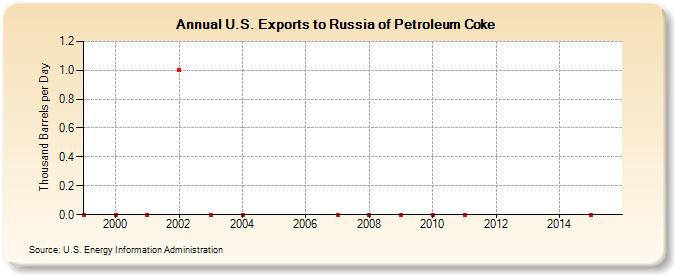 Annual U.S. Exports to Russia of Petroleum Coke
Thousand Barrels per Day
1.2
1.0
0.8
0.6
0.4
0.2
0.0
2000 2002 2004 2006 2008 2010 2012 2014
Source: U.S. Energy Information Administration